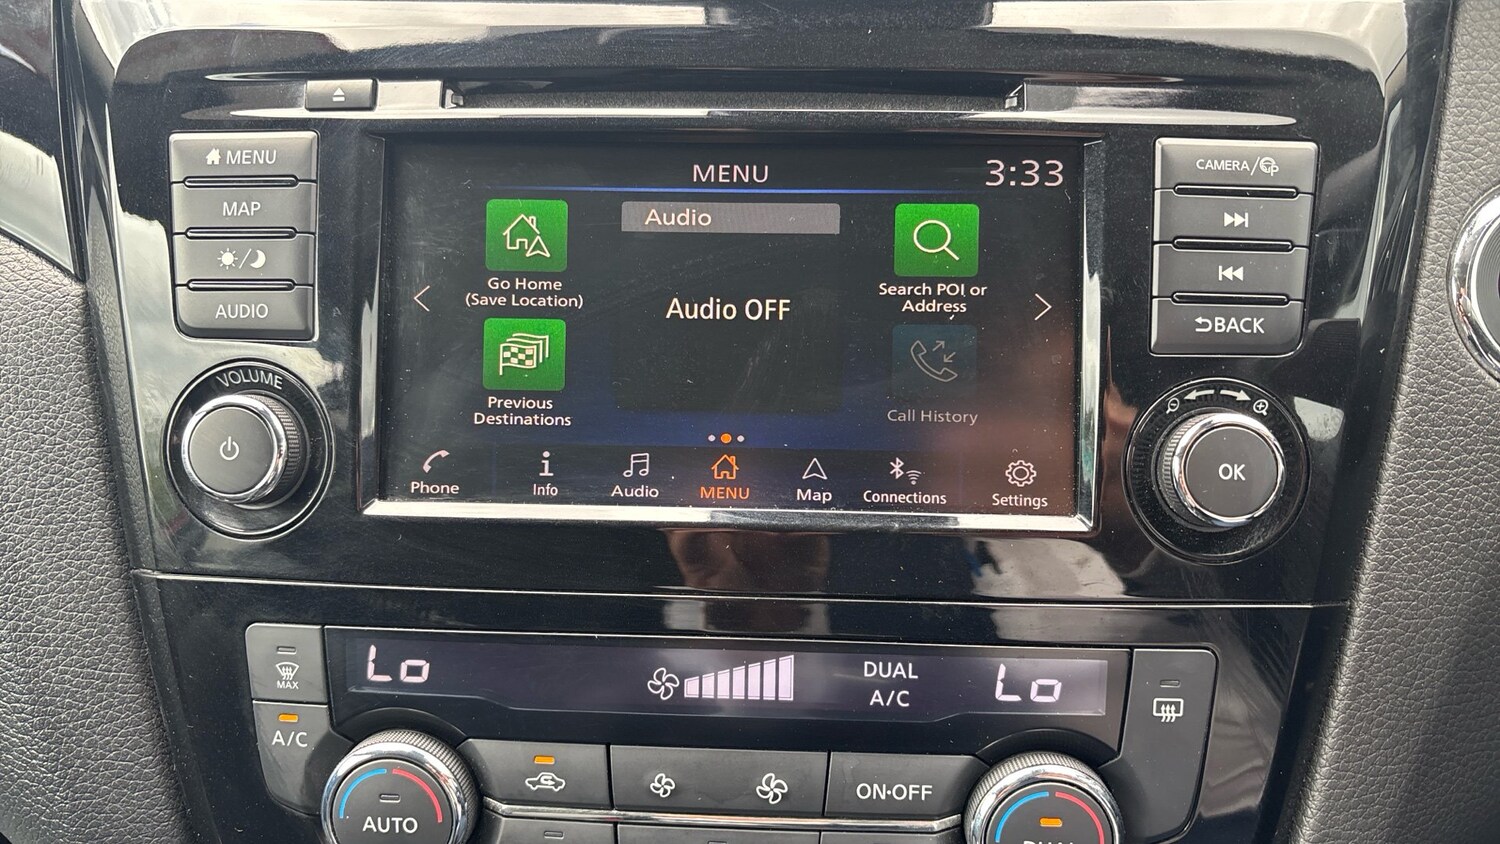 MENU
MAP
AUDIO
VOLUME
MENU
3:33
Audio
Go Home
(Save Location)
Audio OFF
Search POI or
Address
Previous
Destinations
Call History
Phone
Info
Audio
MENU
Map
Connections
Settings
CAMERA/
BACK
OK
MAX
Lo
DUAL
A/C
Lo
A/C
AUTO
ON·OFF
DUAL